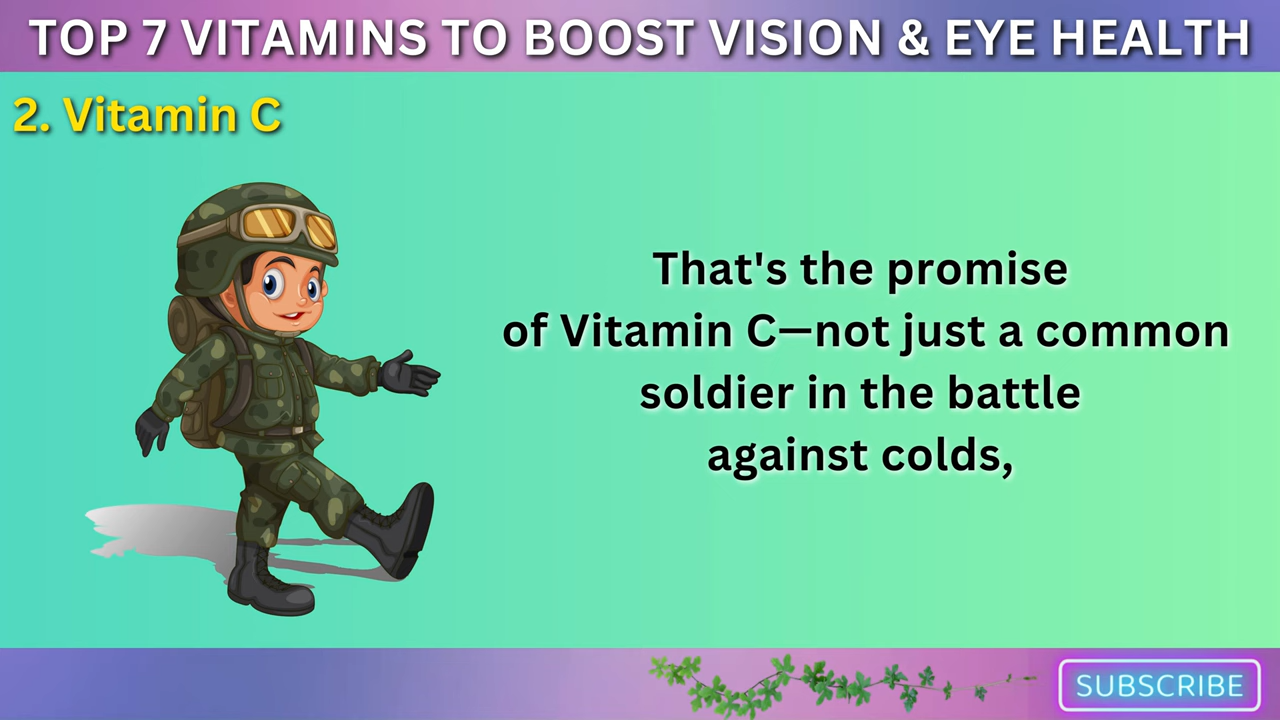 TOP 7 VITAMINS TO BOOST VISION & EYE HEALTH
2. Vitamin C
That's the promise
of Vitamin C—not just a common
soldier in the battle
against colds,
SUBSCRIBE